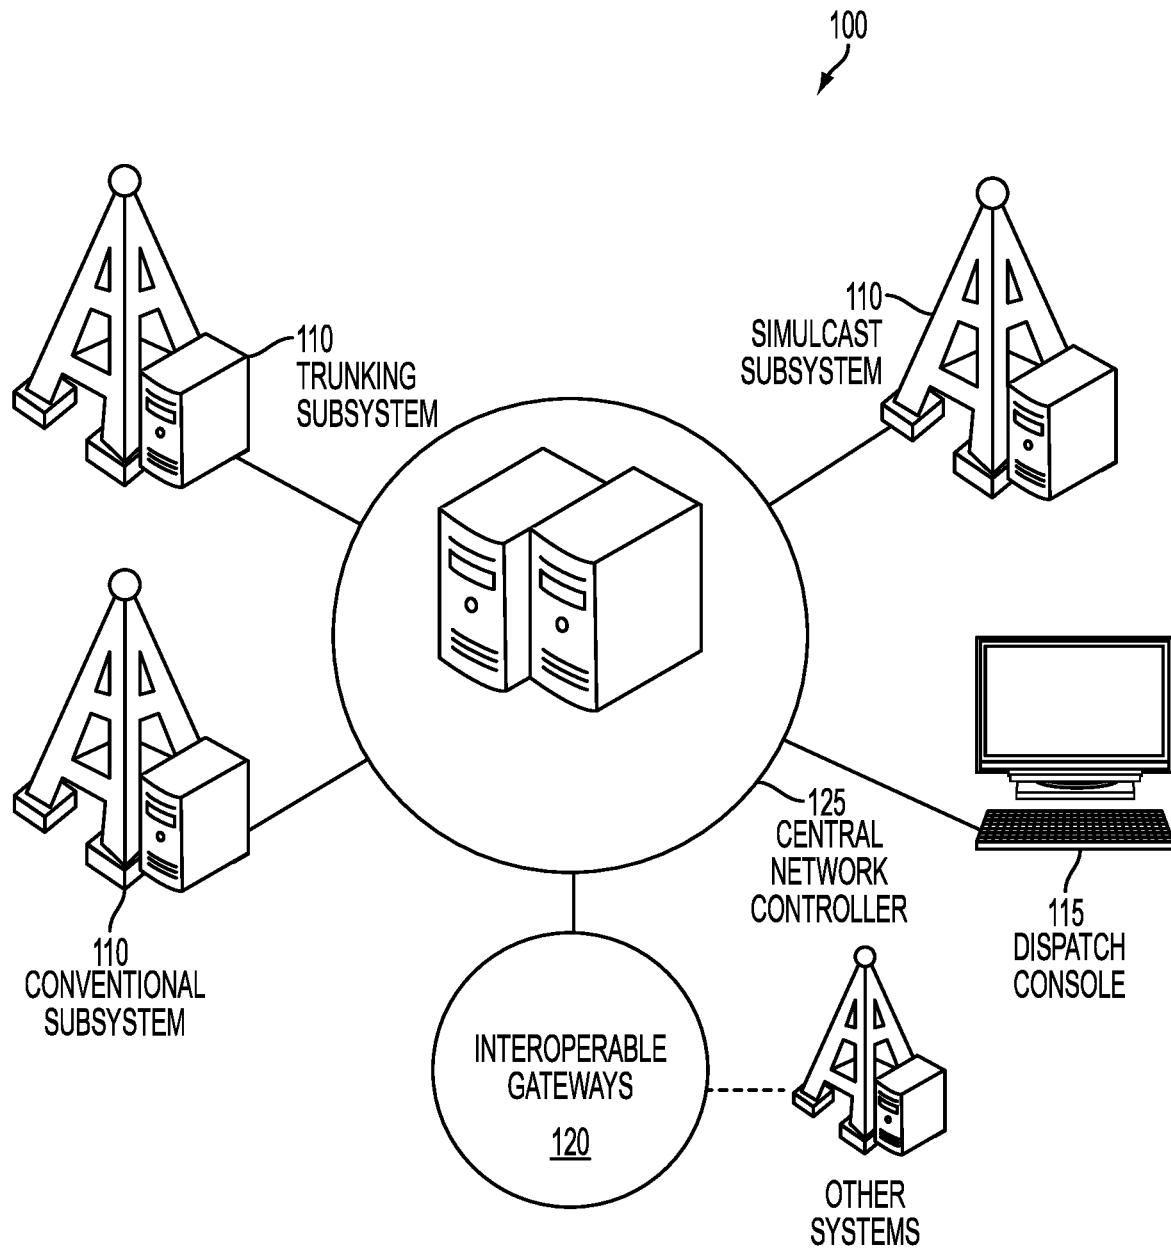 100
110
TRUNKING
SUBSYSTEM
110
SIMULCAST
SUBSYSTEM
125
CENTRAL
NETWORK
CONTROLLER
115
DISPATCH
CONSOLE
110
CONVENTIONAL
SUBSYSTEM
INTEROPERABLE
GATEWAYS
120
OTHER
SYSTEMS